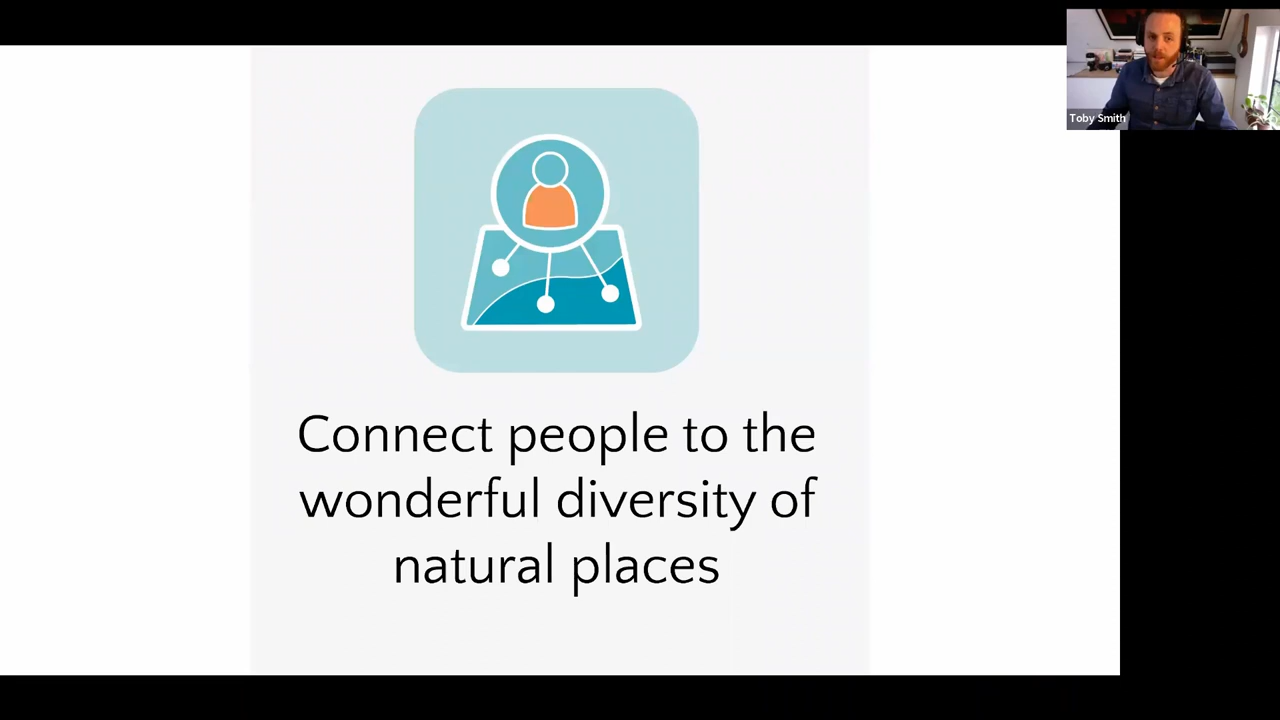 Toby Smith
Connect people to the
wonderful diversity of
natural places